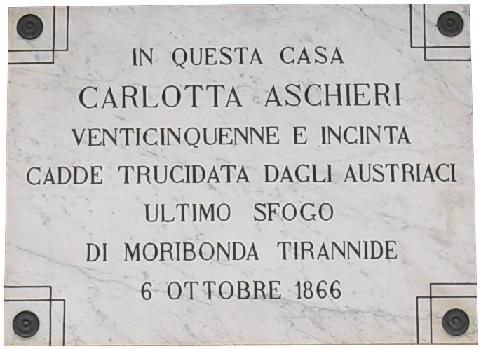 IN QUESTA CASA
CARLOTTA ASCHIERI
VENTICINQUENNE E INCINTA
CADDE TRUCIDATA DAGLI AUSTRIACI
ULTIMO SFOGO
DI MORIBONDA TIRANNIDE
6 OTTOBRE 1866